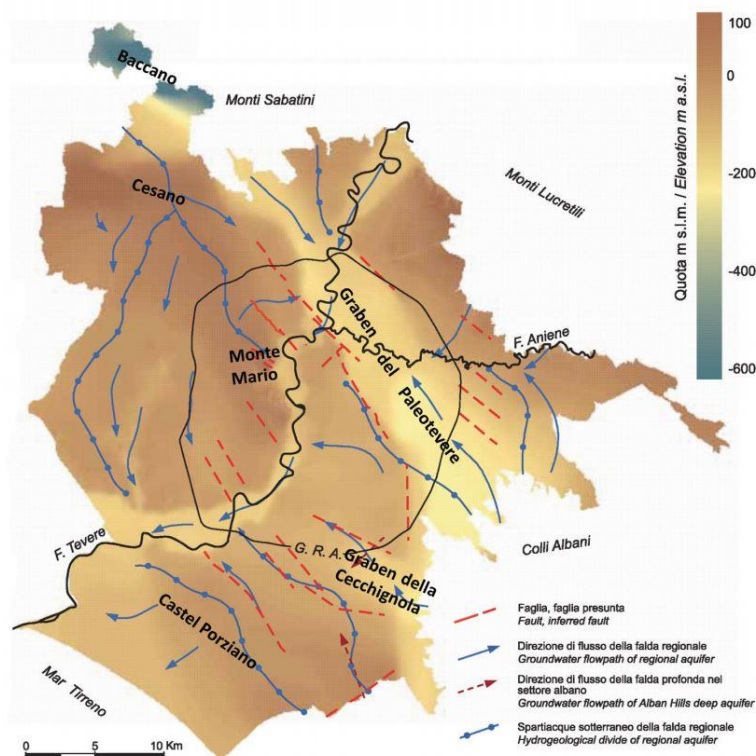 Baccano
Monti Sabatini
Cesano
Monti Lucretili
Monte
Mario
Graben
del
Paleotevere
F. Aniene
F. Tevere
G. R. A.
Graben della
Cecchignola
Colli Albani
Castel Porziano
Mar Tirreno
0 5 10 Km
100
0
-200
-400
-600
Quota m s.l.m. / Elevation m a.s.l.
Faglia, faglia presunta
Fault, inferred fault
Direzione di flusso della falda regionale
Groundwater flowpath of regional aquifer
Direzione di flusso della falda profonda nel
settore albano
Groundwater flowpath of Alban Hills deep aquifer
Spartiacque sotterraneo della falda regionale
Hydrogeological divide of regional aquifer